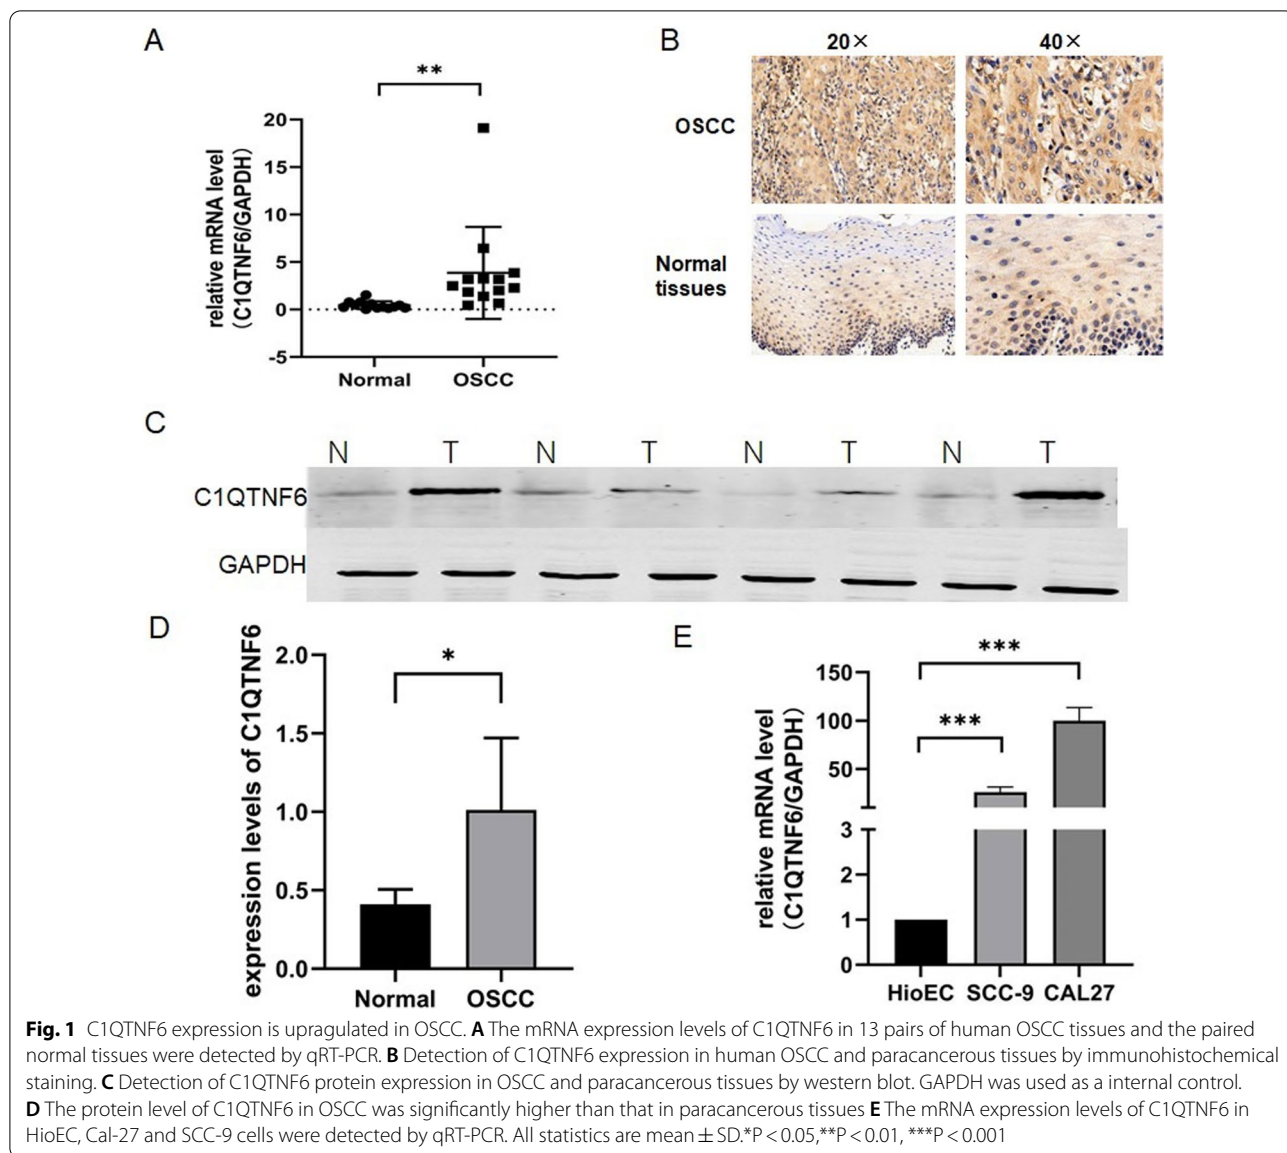 A
**
20
15
10
5
0
-5
relative mRNA level
(C1QTNF6/GAPDH)
Normal OSCC
B
20× 40×
OSCC
Normal
tissues
C
N T N T N T N T
C1QTNF6
GAPDH
D
*
2.0
1.5
1.0
0.5
0.0
expression levels of C1QTNF6
Normal OSCC
E
***
***
150
100
50
3
2
1
0
relative mRNA level
(C1QTNF6/GAPDH)
HioEC SCC-9 CAL27
Fig. 1 C1QTNF6 expression is upragulated in OSCC. A The mRNA expression levels of C1QTNF6 in 13 pairs of human OSCC tissues and the paired
normal tissues were detected by qRT-PCR. B Detection of C1QTNF6 expression in human OSCC and paracancerous tissues by immunohistochemical
staining. C Detection of C1QTNF6 protein expression in OSCC and paracancerous tissues by western blot. GAPDH was used as a internal control.
D The protein level of C1QTNF6 in OSCC was significantly higher than that in paracancerous tissues E The mRNA expression levels of C1QTNF6 in
HioEC, Cal-27 and SCC-9 cells were detected by qRT-PCR. All statistics are mean ± SD.*P < 0.05,**P < 0.01, ***P < 0.001